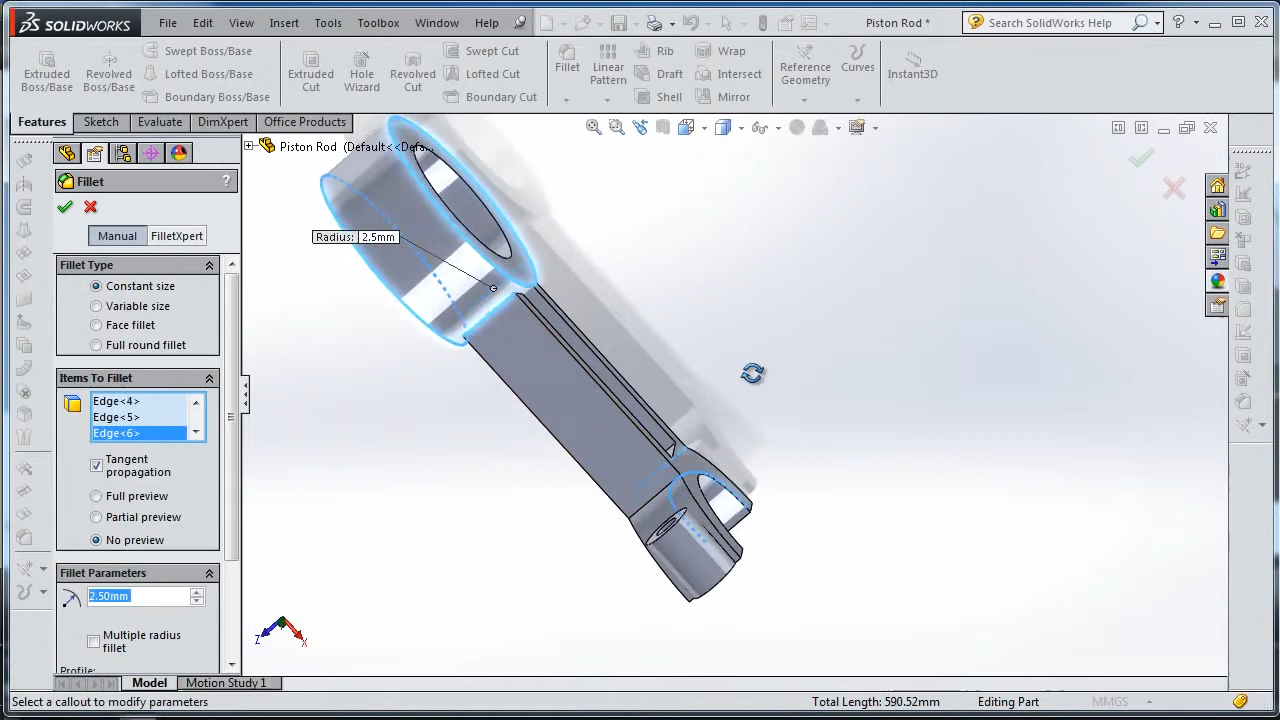 SOLIDWORKS File Edit View Insert Tools Toolbox Window Help Piston Rod * Search SolidWorks Help ?
Extruded Boss/Base
Revolved Boss/Base
Swept Boss/Base
Lofted Boss/Base
Boundary Boss/Base
Extruded Cut
Hole Wizard
Revolved Cut
Swept Cut
Lofted Cut
Boundary Cut
Fillet
Linear Pattern
Rib
Draft
Shell
Wrap
Intersect
Mirror
Reference Geometry
Curves
Instant3D
Features Sketch Evaluate DimXpert Office Products
Piston Rod (Default<<Defa...
Fillet ?
Manual FilletXpert
Fillet Type
Constant size
Variable size
Face fillet
Full round fillet
Items To Fillet
Edge<4>
Edge<5>
Edge<6>
Tangent
propagation
Full preview
Partial preview
No preview
Fillet Parameters
2.50mm
Multiple radius
fillet
Profile:
Radius: 2.5mm
Z X
Model Motion Study 1
Select a callout to modify parameters Total Length: 590.52mm Editing Part MMGS